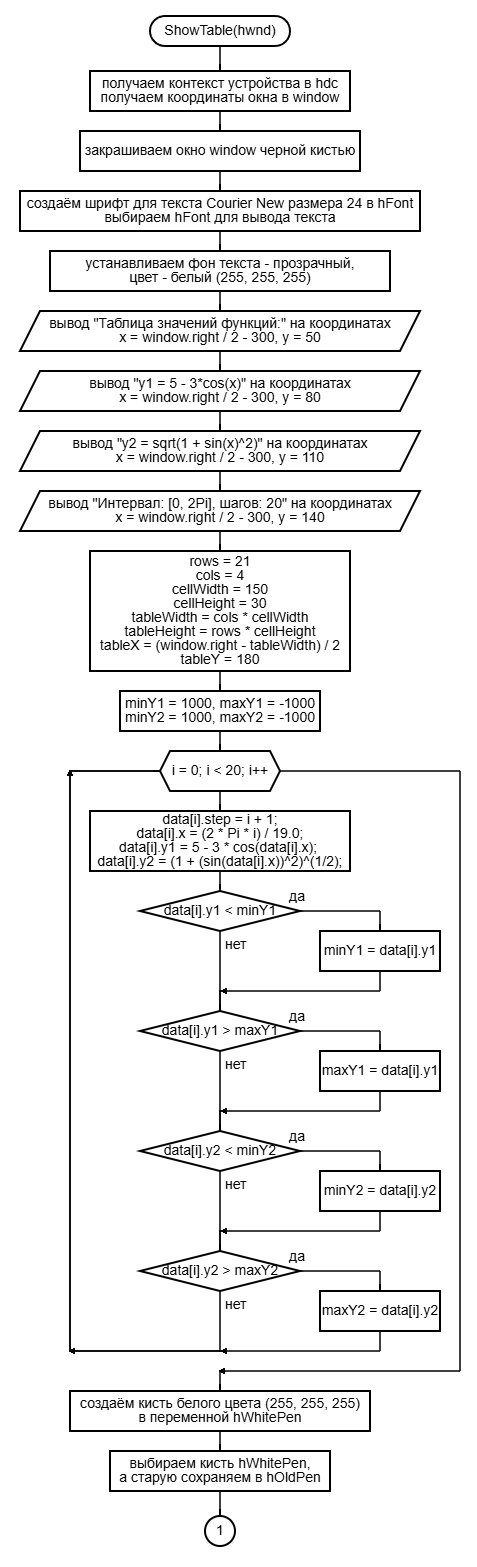 ShowTable(hwnd)
получаем контекст устройства в hdc
получаем координаты окна в window
закрашиваем окно window черной кистью
создаём шрифт для текста Courier New размера 24 в hFont
выбираем hFont для вывода текста
устанавливаем фон текста - прозрачный,
цвет - белый (255, 255, 255)
вывод "Таблица значений функций:" на координатах
x = window.right / 2 - 300, y = 50
вывод "y1 = 5 - 3*cos(x)" на координатах
x = window.right / 2 - 300, y = 80
вывод "y2 = sqrt(1 + sin(x)^2)" на координатах
x = window.right / 2 - 300, y = 110
вывод "Интервал: [0, 2Pi], шагов: 20" на координатах
x = window.right / 2 - 300, y = 140
rows = 21
cols = 4
cellWidth = 150
cellHeight = 30
tableWidth = cols * cellWidth
tableHeight = rows * cellHeight
tableX = (window.right - tableWidth) / 2
tableY = 180
minY1 = 1000, maxY1 = -1000
minY2 = 1000, maxY2 = -1000
i = 0; i < 20; i++
data[i].step = i + 1;
data[i].x = (2 * Pi * i) / 19.0;
data[i].y1 = 5 - 3 * cos(data[i].x);
data[i].y2 = (1 + (sin(data[i].x))^2)^(1/2);
да
data[i].y1 < minY1
нет
minY1 = data[i].y1
да
data[i].y1 > maxY1
нет
maxY1 = data[i].y1
да
data[i].y2 < minY2
нет
minY2 = data[i].y2
да
data[i].y2 > maxY2
нет
maxY2 = data[i].y2
создаём кисть белого цвета (255, 255, 255)
в переменной hWhitePen
выбираем кисть hWhitePen,
а старую сохраняем в hOldPen
1